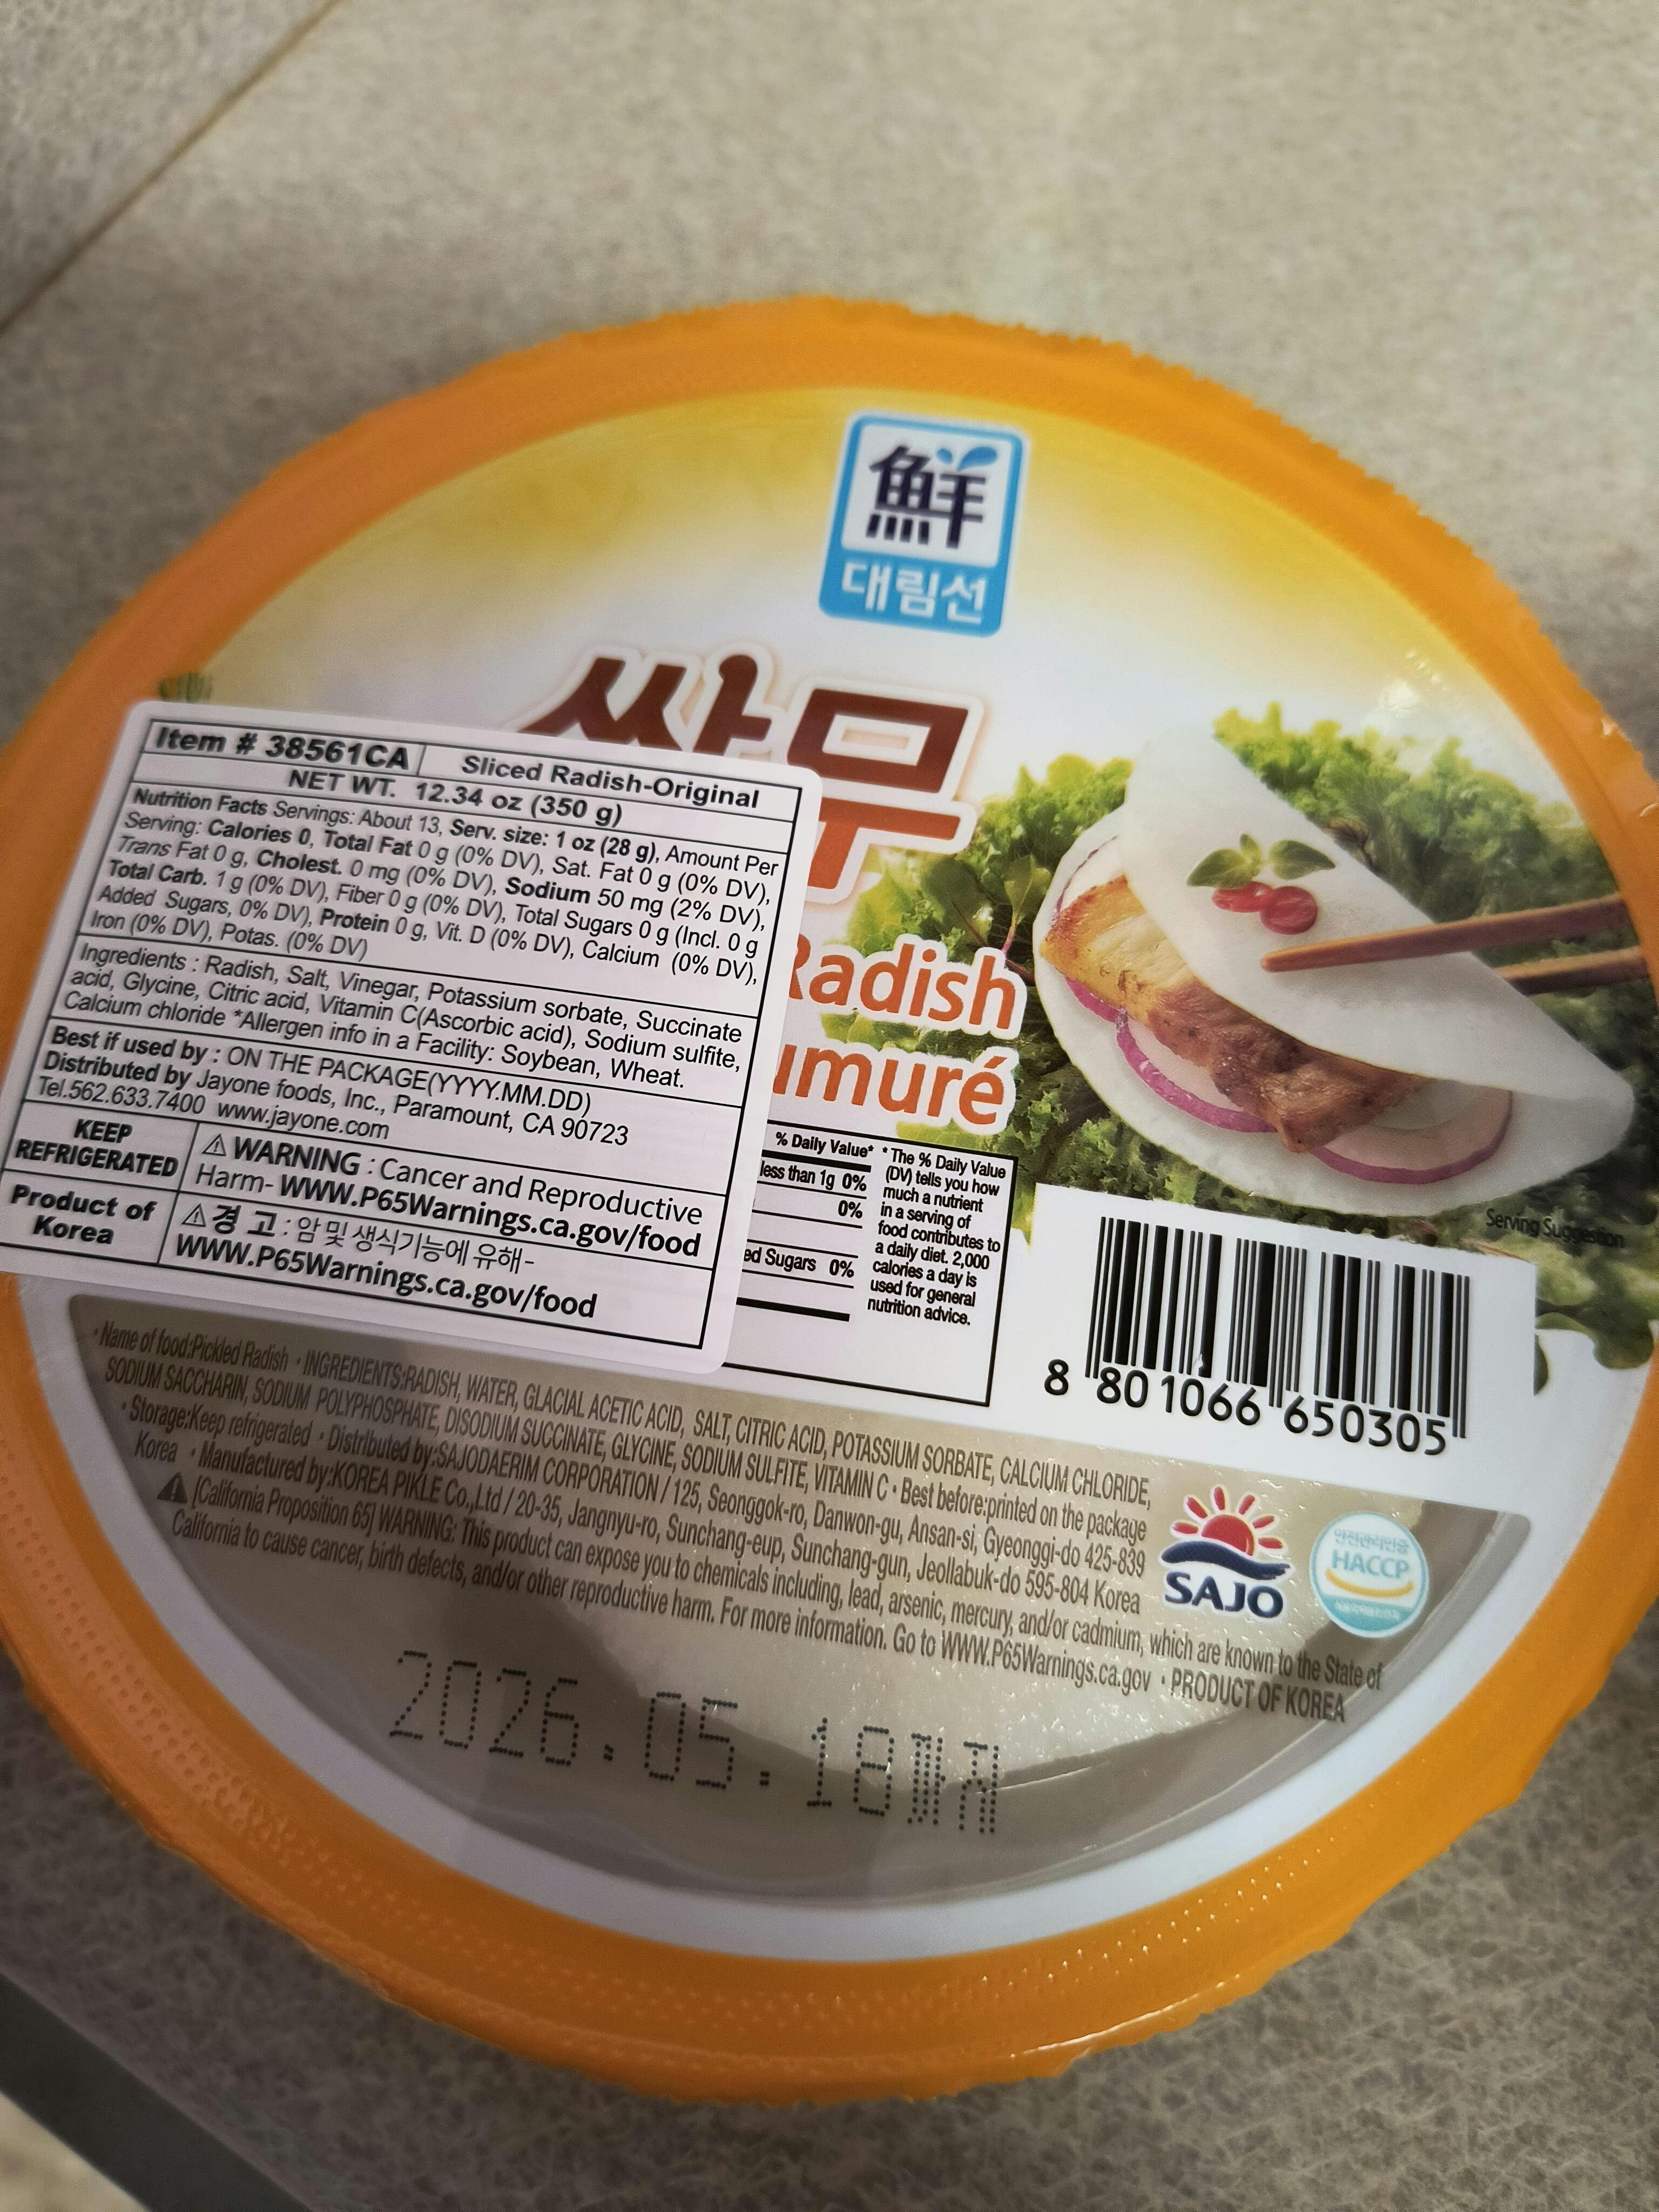 鮮
대림선
쌈무
Radish
Item # 38561CA Sliced Radish-Original
NET WT. 12.34 oz (350 g)
Nutrition Facts Servings: About 13, Serv. size: 1 oz (28 g), Amount Per
Serving: Calories 0, Total Fat 0 g (0% DV), Sat. Fat 0 g (0% DV),
Trans Fat 0 g, Cholest. 0 mg (0% DV), Sodium 50 mg (2% DV),
Total Carb. 1 g (0% DV), Fiber 0 g (0% DV), Total Sugars 0 g (Incl. 0 g
Added Sugars, 0% DV), Protein 0 g, Vit. D (0% DV), Calcium (0% DV),
Iron (0% DV), Potas. (0% DV)
Ingredients : Radish, Salt, Vinegar, Potassium sorbate, Succinate
acid, Glycine, Citric acid, Vitamin C(Ascorbic acid), Sodium sulfite,
Calcium chloride *Allergen info in a Facility: Soybean, Wheat.
Best if used by : ON THE PACKAGE(YYYY.MM.DD)
Distributed by Jayone foods, Inc., Paramount, CA 90723
Tel.562.633.7400 www.jayone.com
KEEP
REFRIGERATED
Product of
Korea
⚠ WARNING : Cancer and Reproductive
Harm- WWW.P65Warnings.ca.gov/food
⚠ 경 고 : 암 및 생식기능에 유해-
WWW.P65Warnings.ca.gov/food
% Daily Value*
less than 1g 0%
0%
Sugars 0%
* The % Daily Value
(DV) tells you how
much a nutrient
in a serving of
food contributes to
a daily diet. 2,000
calories a day is
used for general
nutrition advice.
Serving Suggestion
8 801066 650305
• Name of food:Pickled Radish • INGREDIENTS:RADISH, WATER, GLACIAL ACETIC ACID, SALT, CITRIC ACID, POTASSIUM SORBATE, CALCIUM CHLORIDE,
SODIUM SACCHARIN, SODIUM POLYPHOSPHATE, DISODIUM SUCCINATE, GLYCINE, SODIUM SULFITE, VITAMIN C • Best before:printed on the package
• Storage:Keep refrigerated • Distributed by:SAJODAERIM CORPORATION / 125, Seonggok-ro, Danwon-gu, Ansan-si, Gyeonggi-do 425-839
Korea • Manufactured by:KOREA PIKLE Co.,Ltd / 20-35, Jangnyu-ro, Sunchang-eup, Sunchang-gun, Jeollabuk-do 595-804 Korea
⚠ [California Proposition 65] WARNING: This product can expose you to chemicals including, lead, arsenic, mercury, and/or cadmium, which are known to the State of
California to cause cancer, birth defects, and/or other reproductive harm. For more information. Go to WWW.P65Warnings.ca.gov • PRODUCT OF KOREA
SAJO
안전관리인증
HACCP
2026.05.18까지